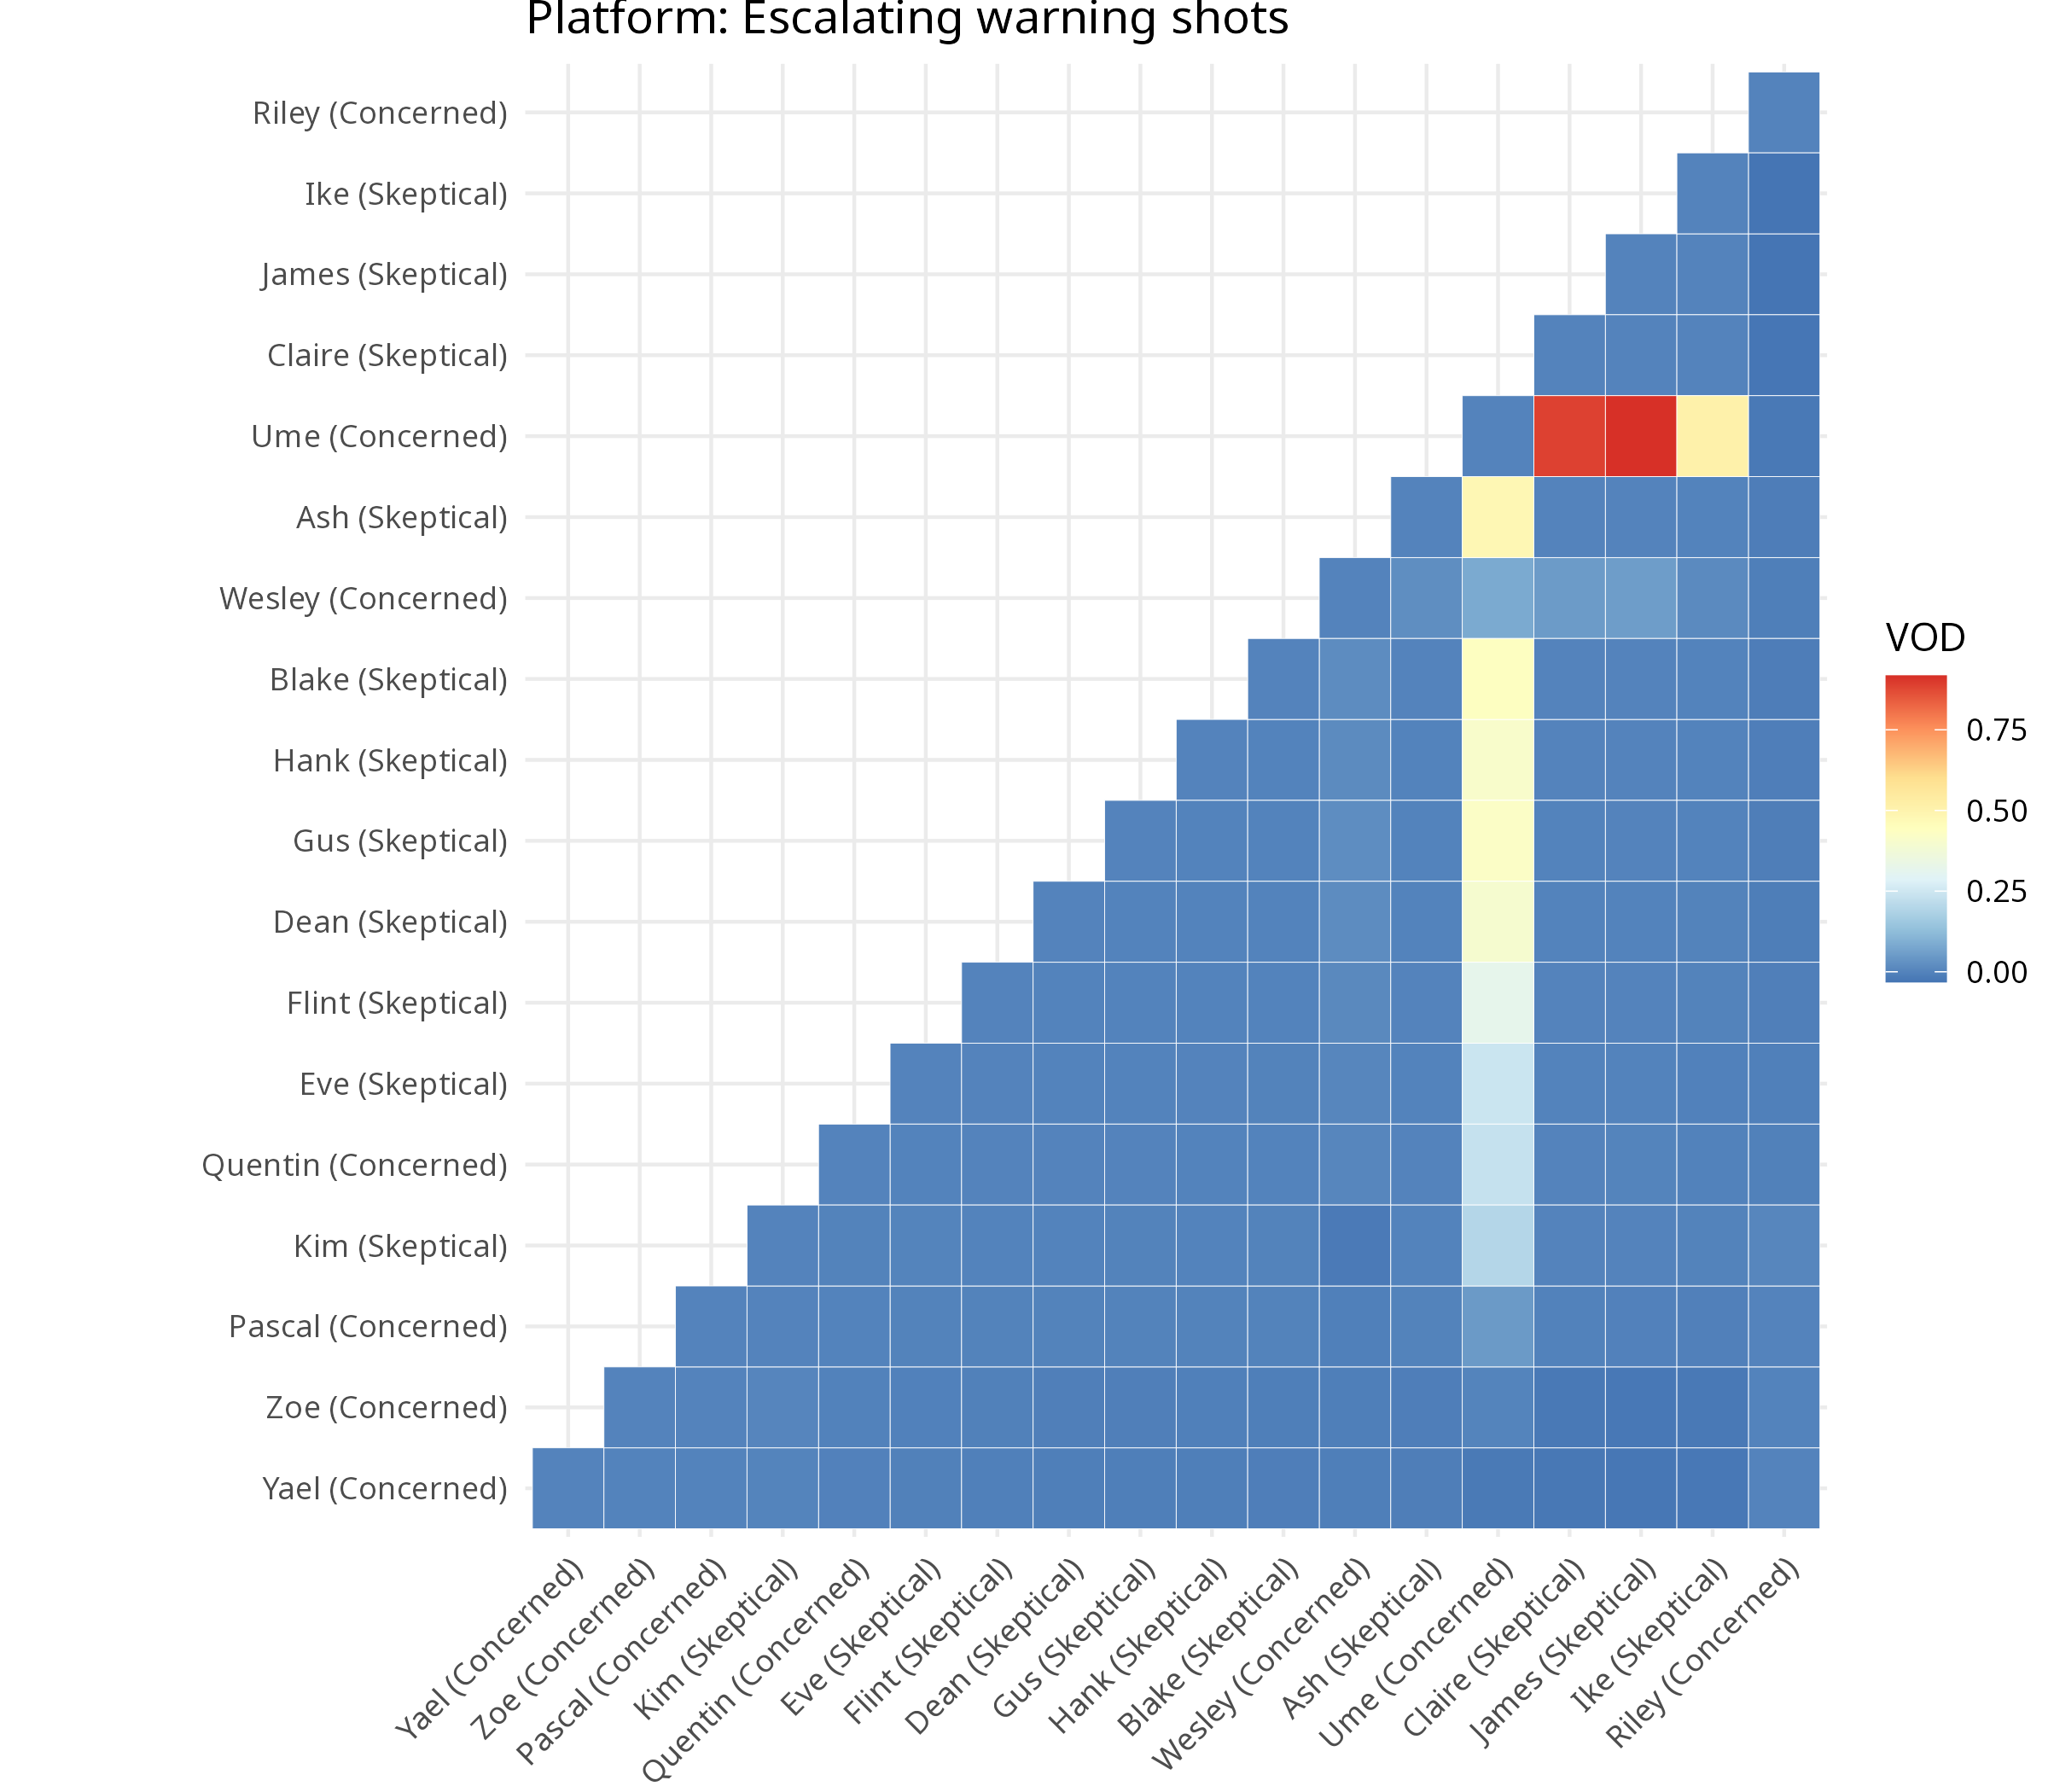 Platform: Escalating warning shots
Riley (Concerned)
Ike (Skeptical)
James (Skeptical)
Claire (Skeptical)
Ume (Concerned)
Ash (Skeptical)
Wesley (Concerned)
Blake (Skeptical)
Hank (Skeptical)
Gus (Skeptical)
Dean (Skeptical)
Flint (Skeptical)
Eve (Skeptical)
Quentin (Concerned)
Kim (Skeptical)
Pascal (Concerned)
Zoe (Concerned)
Yael (Concerned)
Yael (Concerned)
Zoe (Concerned)
Pascal (Concerned)
Kim (Skeptical)
Quentin (Concerned)
Eve (Skeptical)
Flint (Skeptical)
Dean (Skeptical)
Gus (Skeptical)
Hank (Skeptical)
Blake (Skeptical)
Wesley (Concerned)
Ash (Skeptical)
Ume (Concerned)
Claire (Skeptical)
James (Skeptical)
Ike (Skeptical)
Riley (Concerned)
VOD
0.75
0.50
0.25
0.00